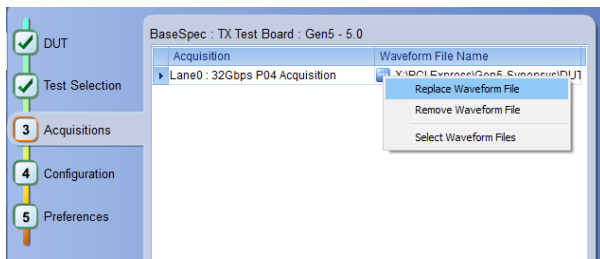 DUT
Test Selection
3 Acquisitions
4 Configuration
5 Preferences
BaseSpec : TX Test Board : Gen5 - 5.0
Acquisition Waveform File Name
Lane0 : 32Gbps P04 Acquisition
Replace Waveform File
Remove Waveform File
Select Waveform Files